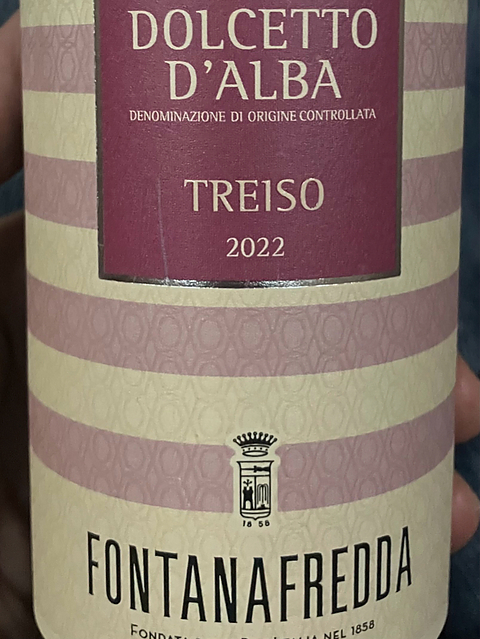 DOLCETTO
D'ALBA
DENOMINAZIONE DI ORIGINE CONTROLLATA
TREISO
2022
18 58
FONTANAFREDDA
NEL 1858